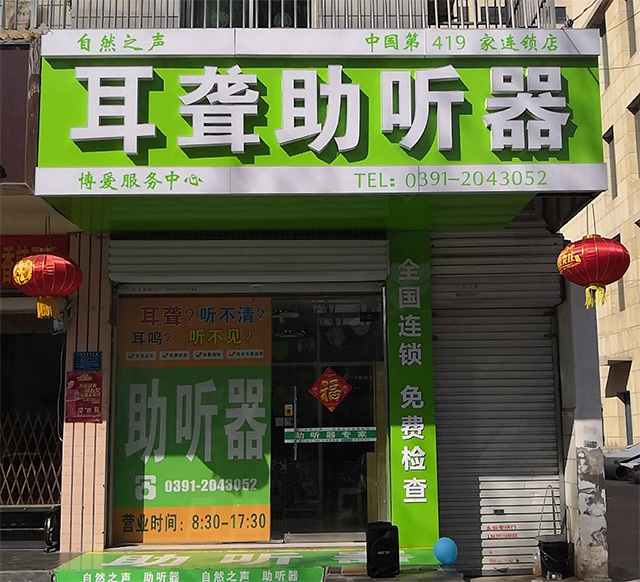 自然之声 中国第 419 家连锁店
耳聋助听器
博爱服务中心 TEL: 0391-2043052
全国连锁 免费检查
耳聋? 听不清?
耳鸣? 听不见?
助听器
0391-2043052
营业时间: 8:30-17:30
福
助听器专家
助听器
自然之声 助听器 自然之声 助听器